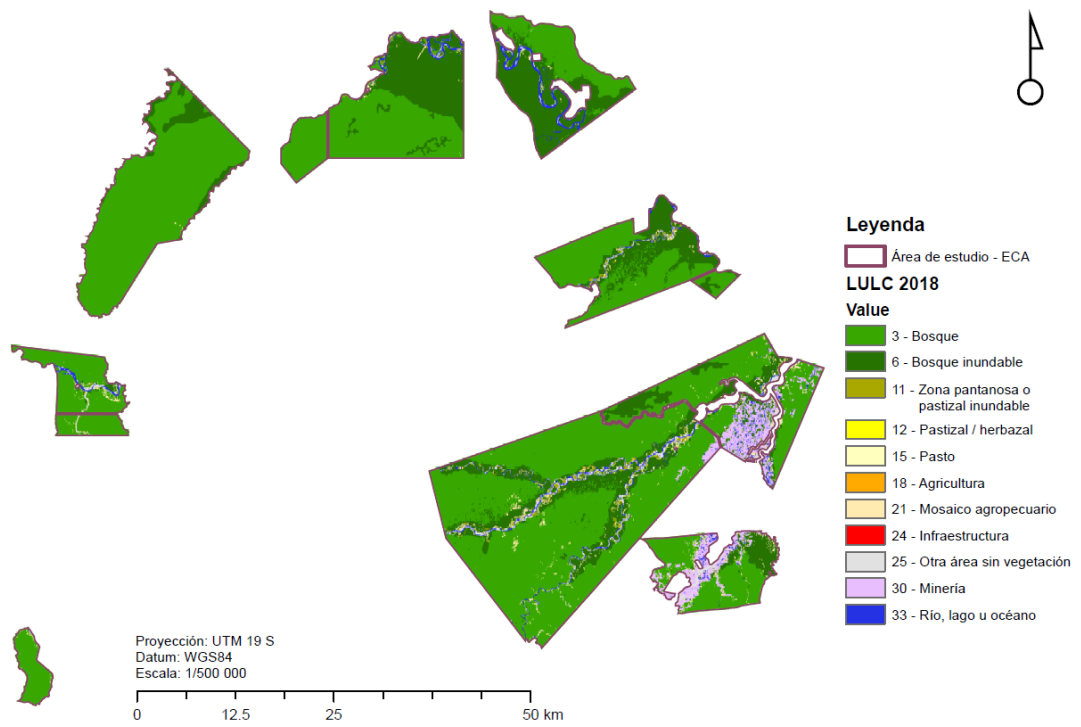 Leyenda
Área de estudio - ECA
LULC 2018
Value
3 - Bosque
6 - Bosque inundable
11 - Zona pantanosa o
pastizal inundable
12 - Pastizal / herbazal
15 - Pasto
18 - Agricultura
21 - Mosaico agropecuario
24 - Infraestructura
25 - Otra área sin vegetación
30 - Minería
33 - Río, lago u océano
Proyección: UTM 19 S
Datum: WGS84
Escala: 1/500 000
0 12.5 25 50 km